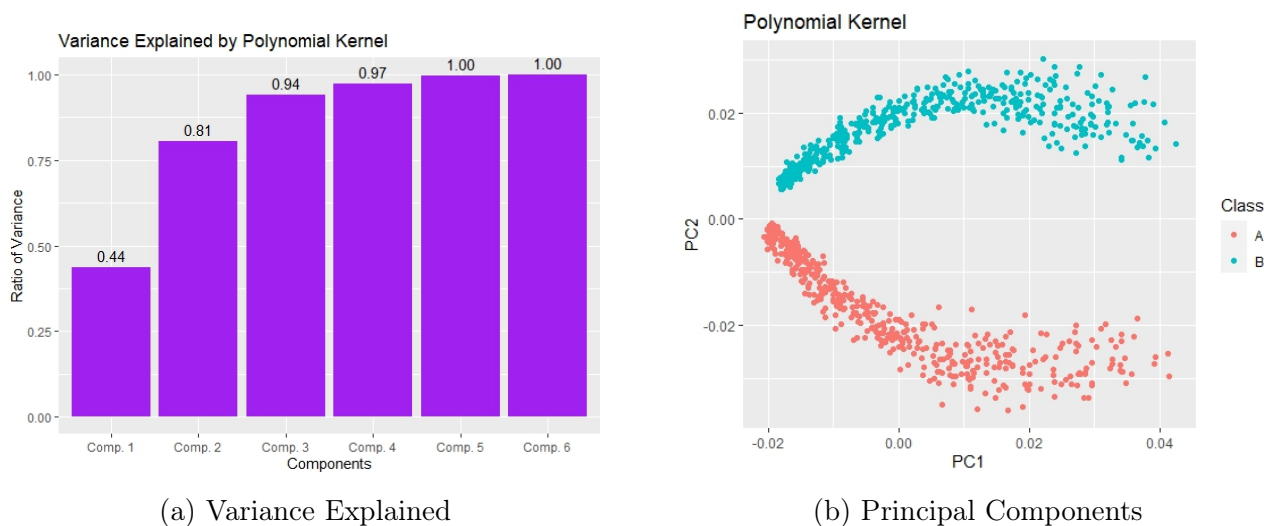 Variance Explained by Polynomial Kernel
Ratio of Variance
1.00
0.75
0.50
0.25
0.00
0.44
0.81
0.94
0.97
1.00
1.00
Comp. 1 Comp. 2 Comp. 3 Comp. 4 Comp. 5 Comp. 6
Components
(a) Variance Explained
Polynomial Kernel
PC2
0.02
0.00
-0.02
-0.02 0.00 0.02 0.04
PC1
Class
A
B
(b) Principal Components